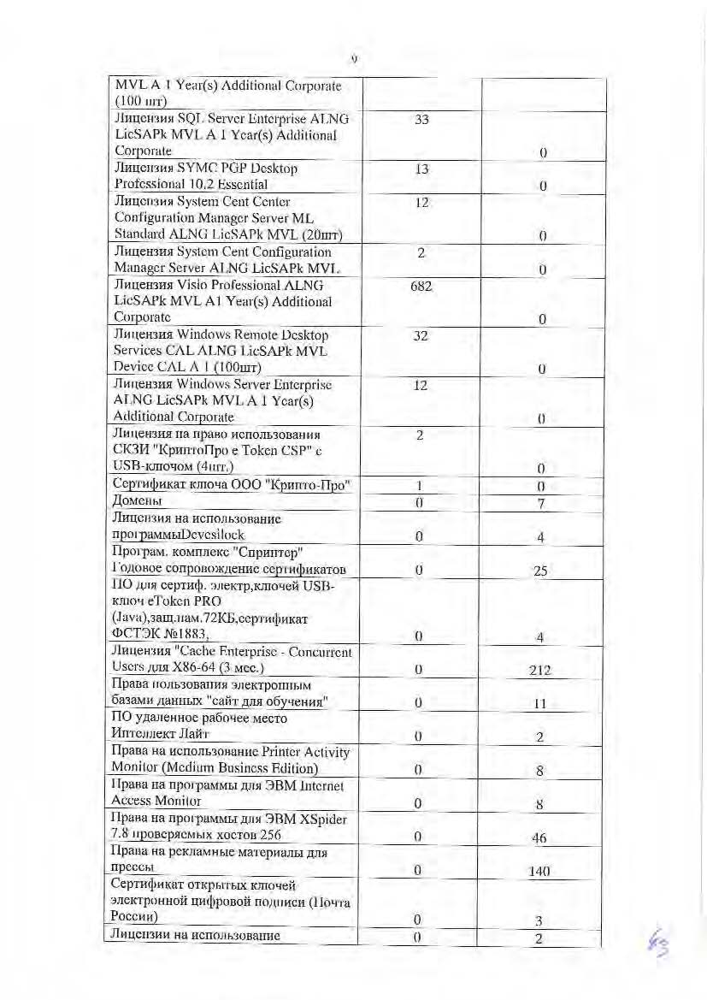 9
MVL A 1 Year(s) Additional Corporate
(100 шт)
Лицензия SQL Server Enterprise ALNG 33
LicSAPk MVL A 1 Year(s) Additional
Corporate 0
Лицензия SYMC PGP Desktop 13
Professional 10.2 Essential 0
Лицензия System Cent Center 12
Configuration Manager Server ML
Standard ALNG LicSAPk MVL (20шт) 0
Лицензия System Cent Configuration 2
Manager Server ALNG LicSAPk MVL 0
Лицензия Visio Professional ALNG 682
LicSAPk MVL A1 Year(s) Additional
Corporate 0
Лицензия Windows Remote Desktop 32
Services CAL ALNG LicSAPk MVL
Device CAL A 1 (100шт) 0
Лицензия Windows Server Enterprise 12
ALNG LicSAPk MVL A 1 Year(s)
Additional Corporate 0
Лицензия на право использования 2
СКЗИ "КриптоПро e Token CSP" с
USB-ключом (4шт.) 0
Сертификат ключа ООО "Крипто-Про" 1 0
Домены 0 7
Лицензия на использование
программыDevesilock 0 4
Програм. комплекс "Спринтер"
Годовое сопровождение сертификатов 0 25
ПО для сертиф. электр,ключей USB-
ключ eToken PRO
(Java),защ.пам.72КБ,сертификат
ФСТЭК №1883, 0 4
Лицензия "Cache Enterprise - Concurrent
Users для X86-64 (3 мес.) 0 212
Права пользования электронным
базами данных "сайт для обучения" 0 11
ПО удаленное рабочее место
Интеллект Лайт 0 2
Права на использование Printer Activity
Monitor (Medium Business Edition) 0 8
Права на программы для ЭВМ Internet
Access Monitor 0 8
Права на программы для ЭВМ XSpider
7.8 проверяемых хостов 256 0 46
Права на рекламные материалы для
прессы 0 140
Сертификат открытых ключей
электронной цифровой подписи (Почта
России) 0 3
Лицензии на использование 0 2
63